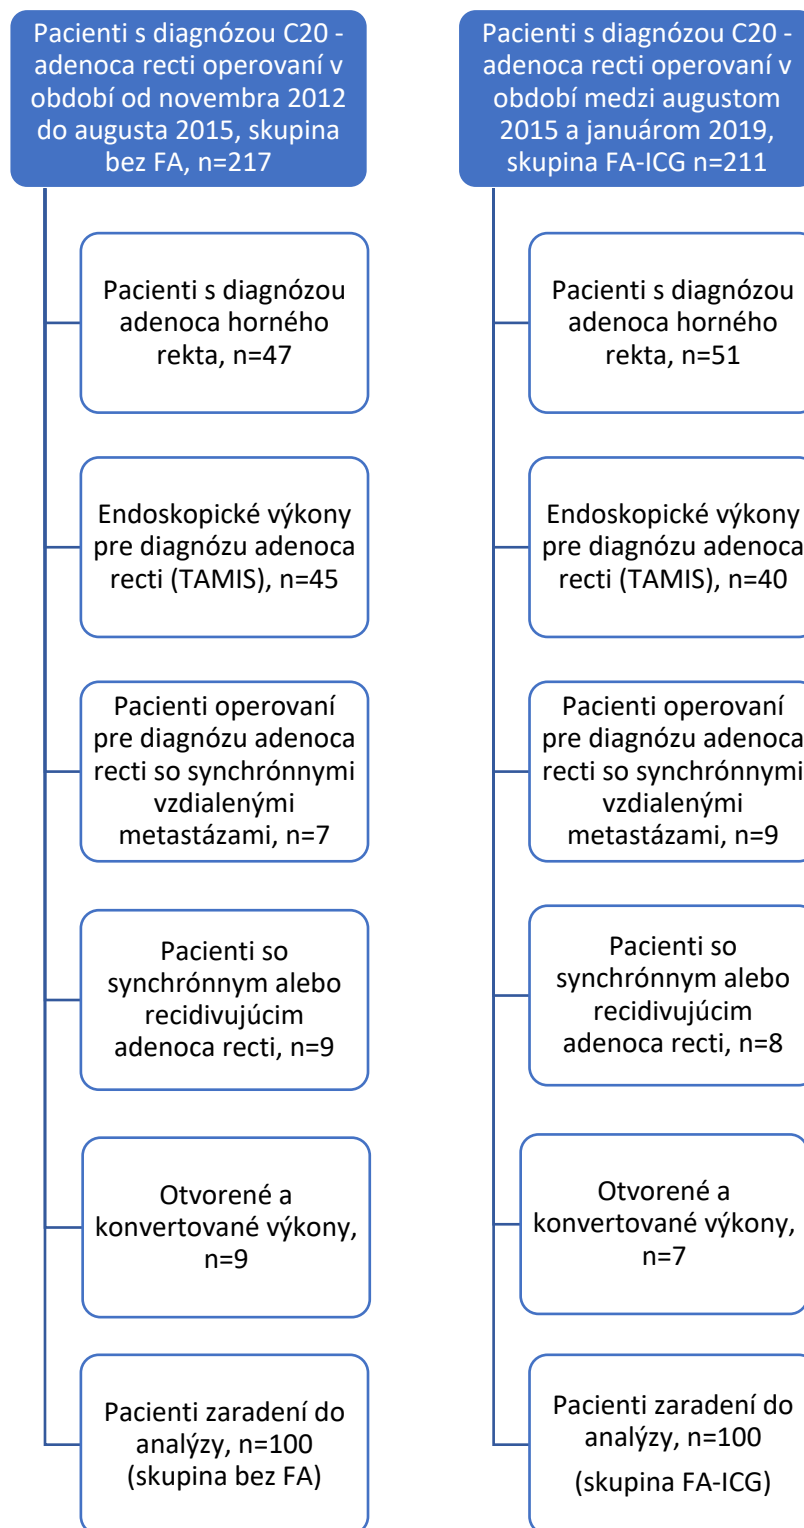 Pacienti s diagnózou C20 -
adenoca recti operovaní v
období od novembra 2012
do augusta 2015, skupina
bez FA, n=217
Pacienti s diagnózou
adenoca horného
rekta, n=47
Endoskopické výkony
pre diagnózu adenoca
recti (TAMIS), n=45
Pacienti operovaní
pre diagnózu adenoca
recti so synchrónnymi
vzdialenými
metastázami, n=7
Pacienti so
synchrónnym alebo
recidivujúcim
adenoca recti, n=9
Otvorené a
konvertované výkony,
n=9
Pacienti zaradení do
analýzy, n=100
(skupina bez FA)
Pacienti s diagnózou C20 -
adenoca recti operovaní v
období medzi augustom
2015 a januárom 2019,
skupina FA-ICG n=211
Pacienti s diagnózou
adenoca horného
rekta, n=51
Endoskopické výkony
pre diagnózu adenoca
recti (TAMIS), n=40
Pacienti operovaní
pre diagnózu adenoca
recti so synchrónnymi
vzdialenými
metastázami, n=9
Pacienti so
synchrónnym alebo
recidivujúcim
adenoca recti, n=8
Otvorené a
konvertované výkony,
n=7
Pacienti zaradení do
analýzy, n=100
(skupina FA-ICG)